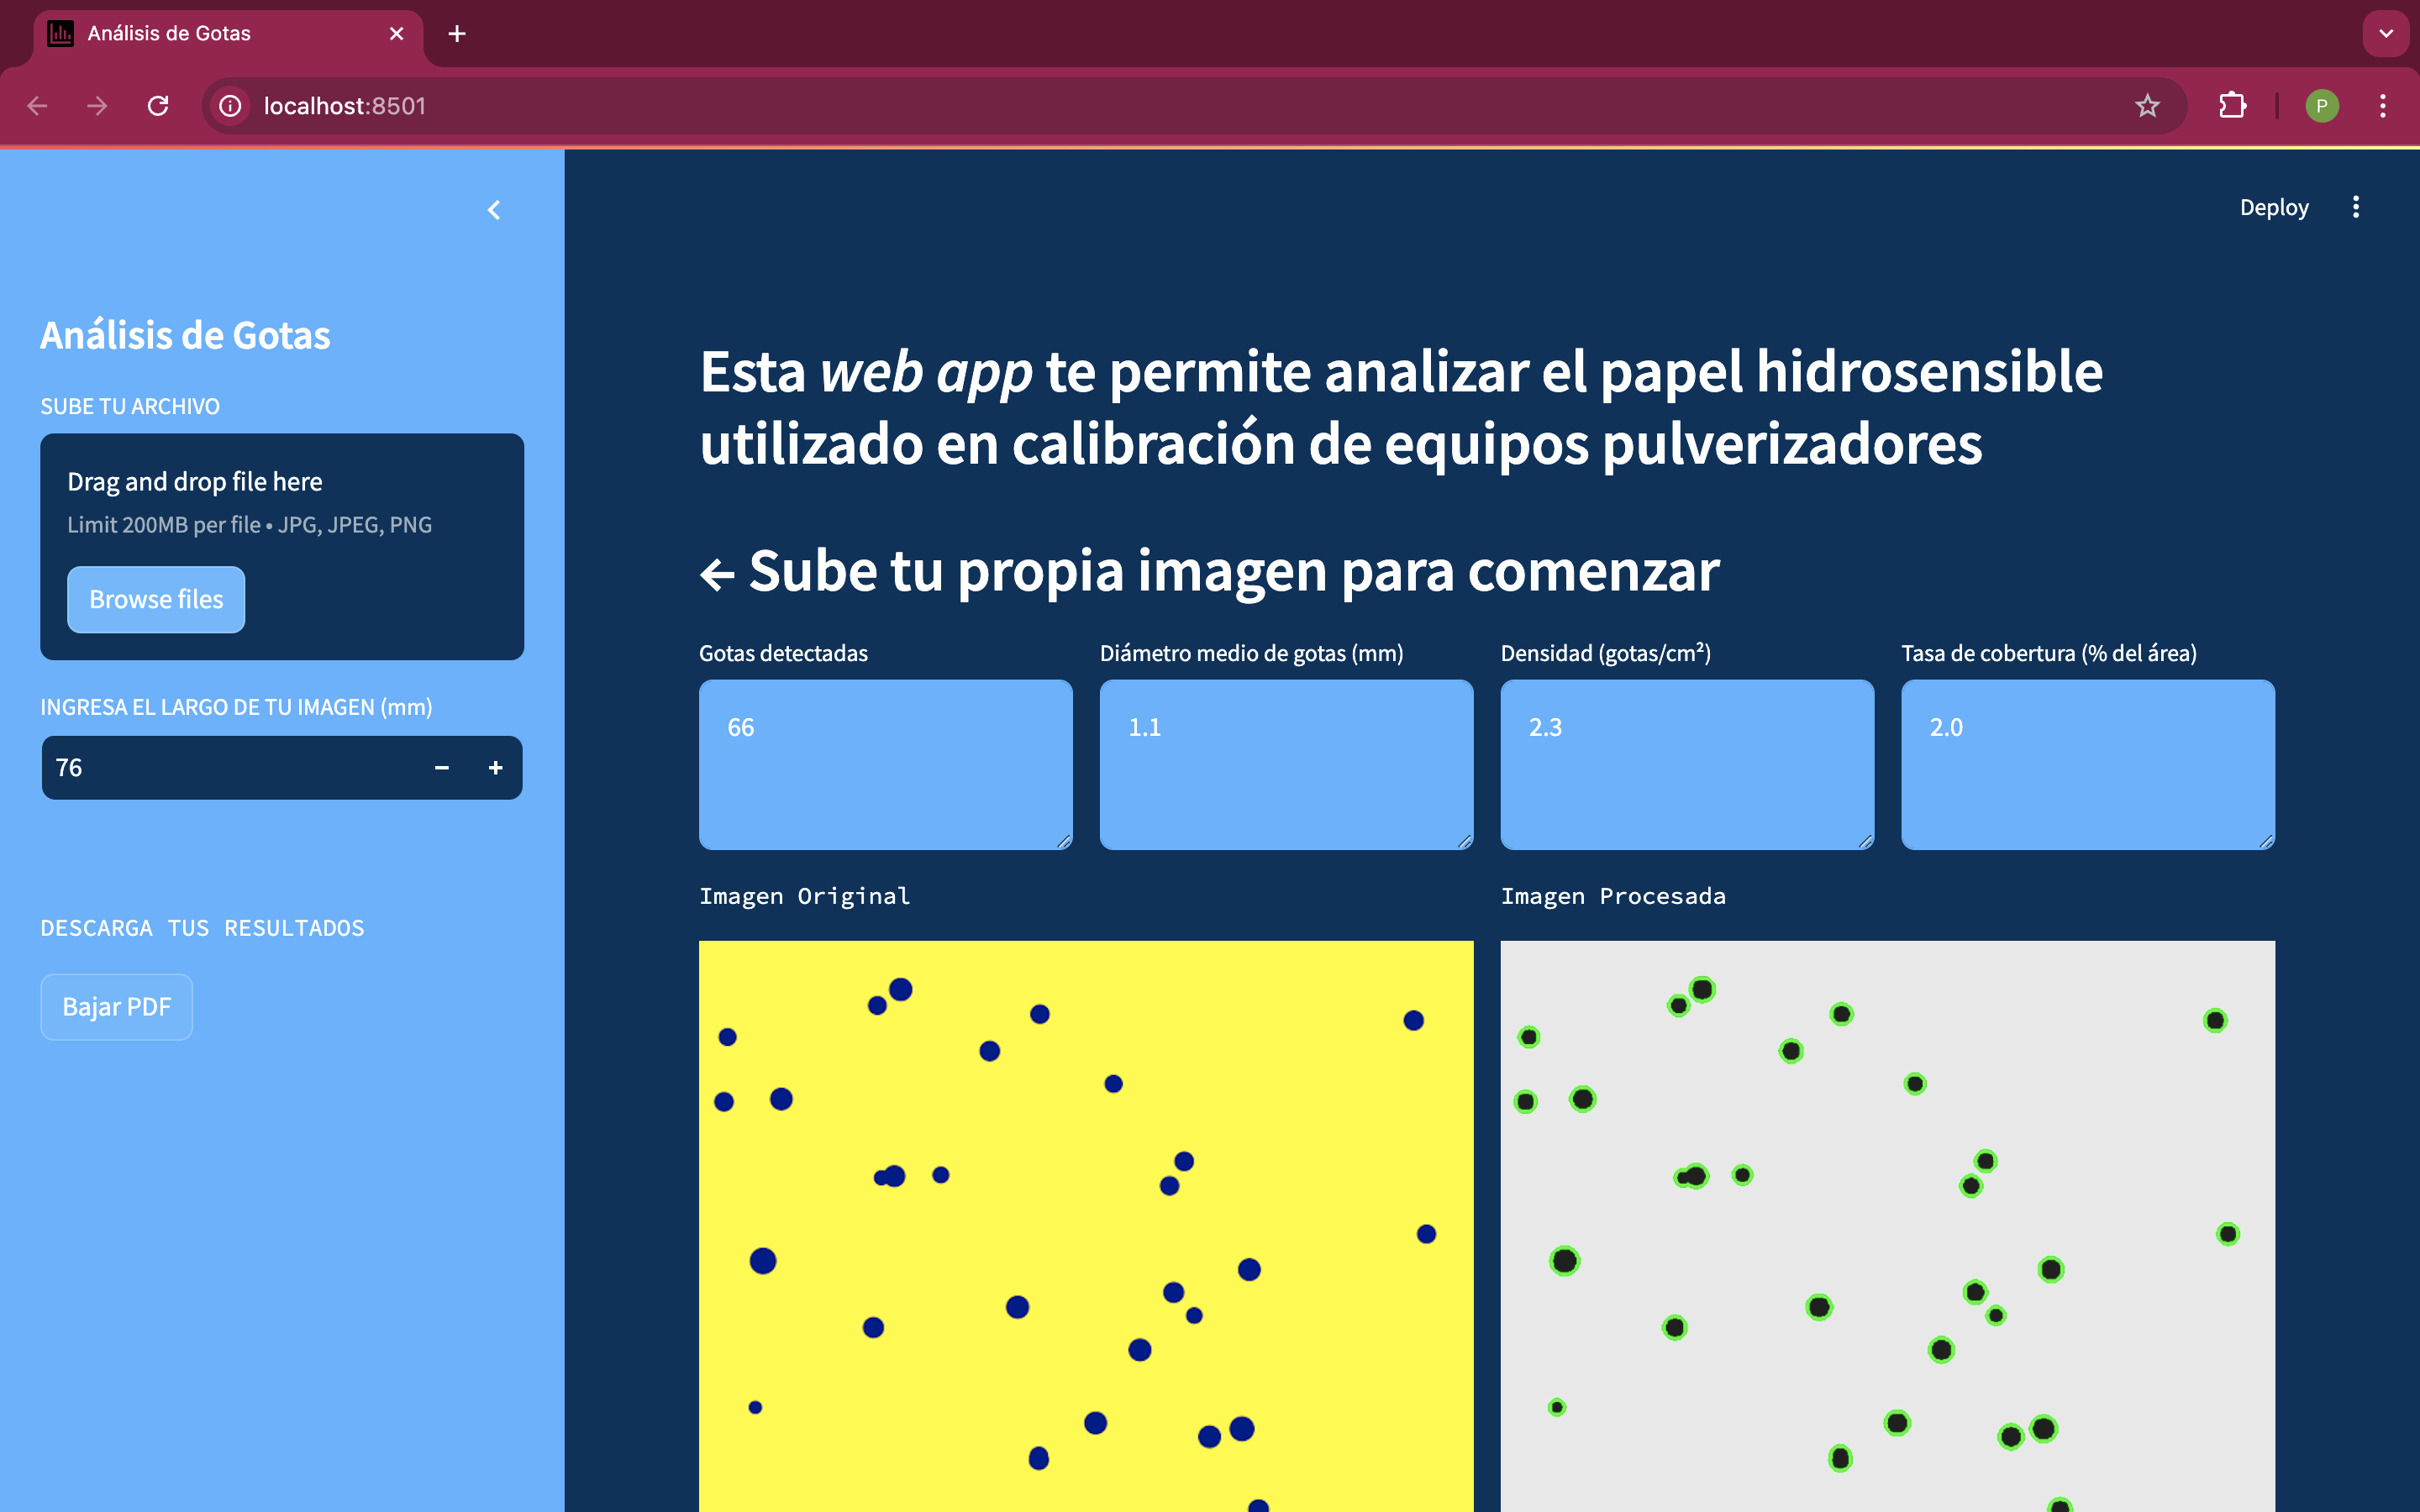 Análisis de Gotas
localhost:8501
P
Deploy
Análisis de Gotas
SUBE TU ARCHIVO
Drag and drop file here
Limit 200MB per file • JPG, JPEG, PNG
Browse files
INGRESA EL LARGO DE TU IMAGEN (mm)
76
DESCARGA TUS RESULTADOS
Bajar PDF
Esta web app te permite analizar el papel hidrosensible
utilizado en calibración de equipos pulverizadores
← Sube tu propia imagen para comenzar
Gotas detectadas
66
Diámetro medio de gotas (mm)
1.1
Densidad (gotas/cm²)
2.3
Tasa de cobertura (% del área)
2.0
Imagen Original
Imagen Procesada